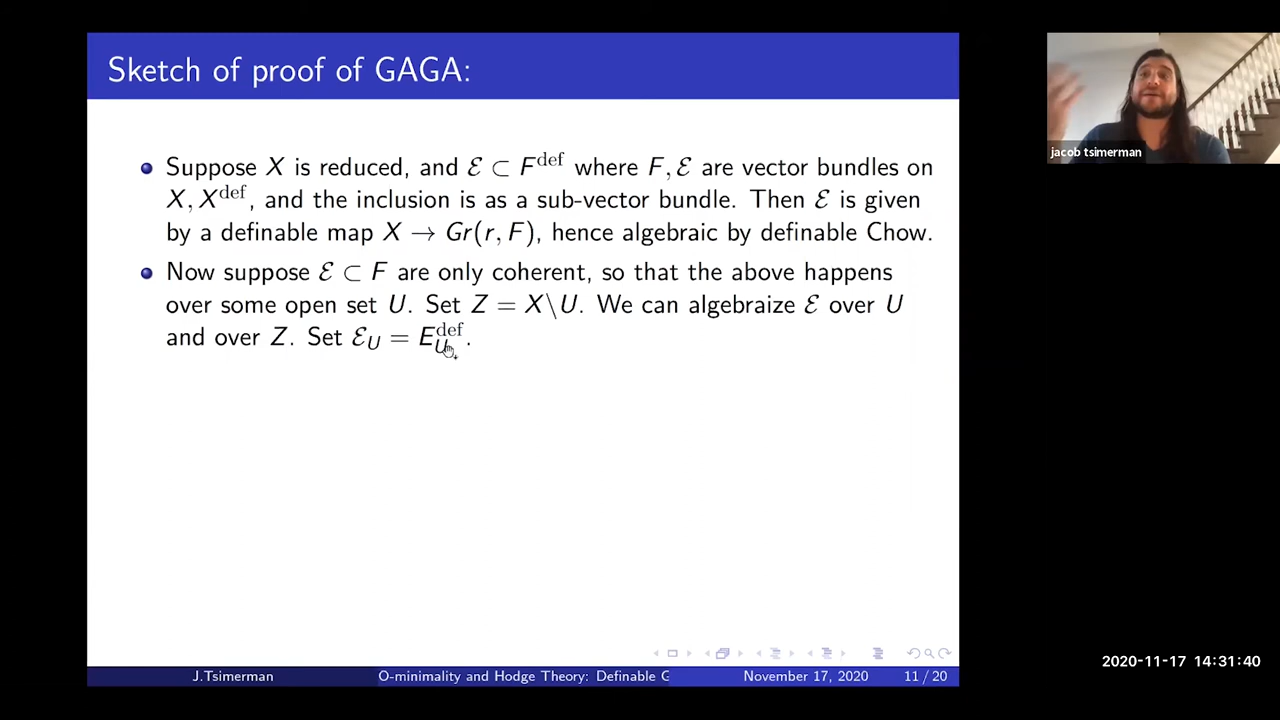 Sketch of proof of GAGA:
Suppose X is reduced, and ℰ ⊂ F^def where F, ℰ are vector bundles on
X, X^def, and the inclusion is as a sub-vector bundle. Then ℰ is given
by a definable map X → Gr(r, F), hence algebraic by definable Chow.
Now suppose ℰ ⊂ F are only coherent, so that the above happens
over some open set U. Set Z = X\U. We can algebraize ℰ over U
and over Z. Set ℰ_U = E_U^def.
jacob tsimerman
J.Tsimerman
O-minimality and Hodge Theory: Definable G
November 17, 2020
11 / 20
2020-11-17 14:31:40